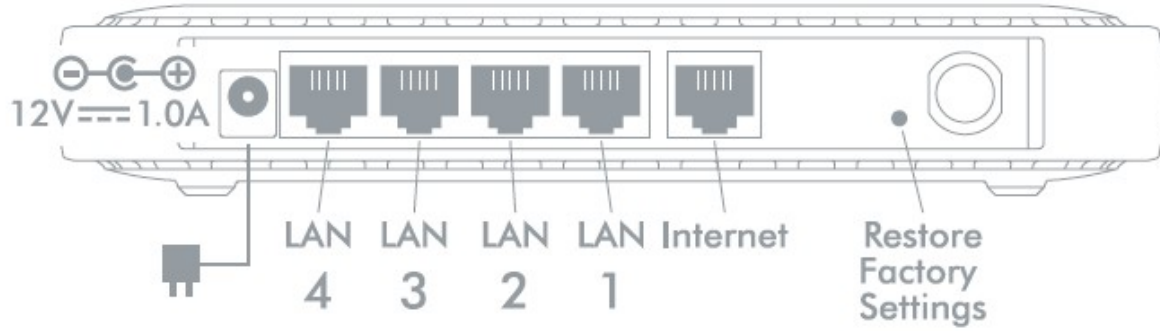 12V⎓1.0A
LAN LAN LAN LAN Internet
4 3 2 1
Restore
Factory
Settings